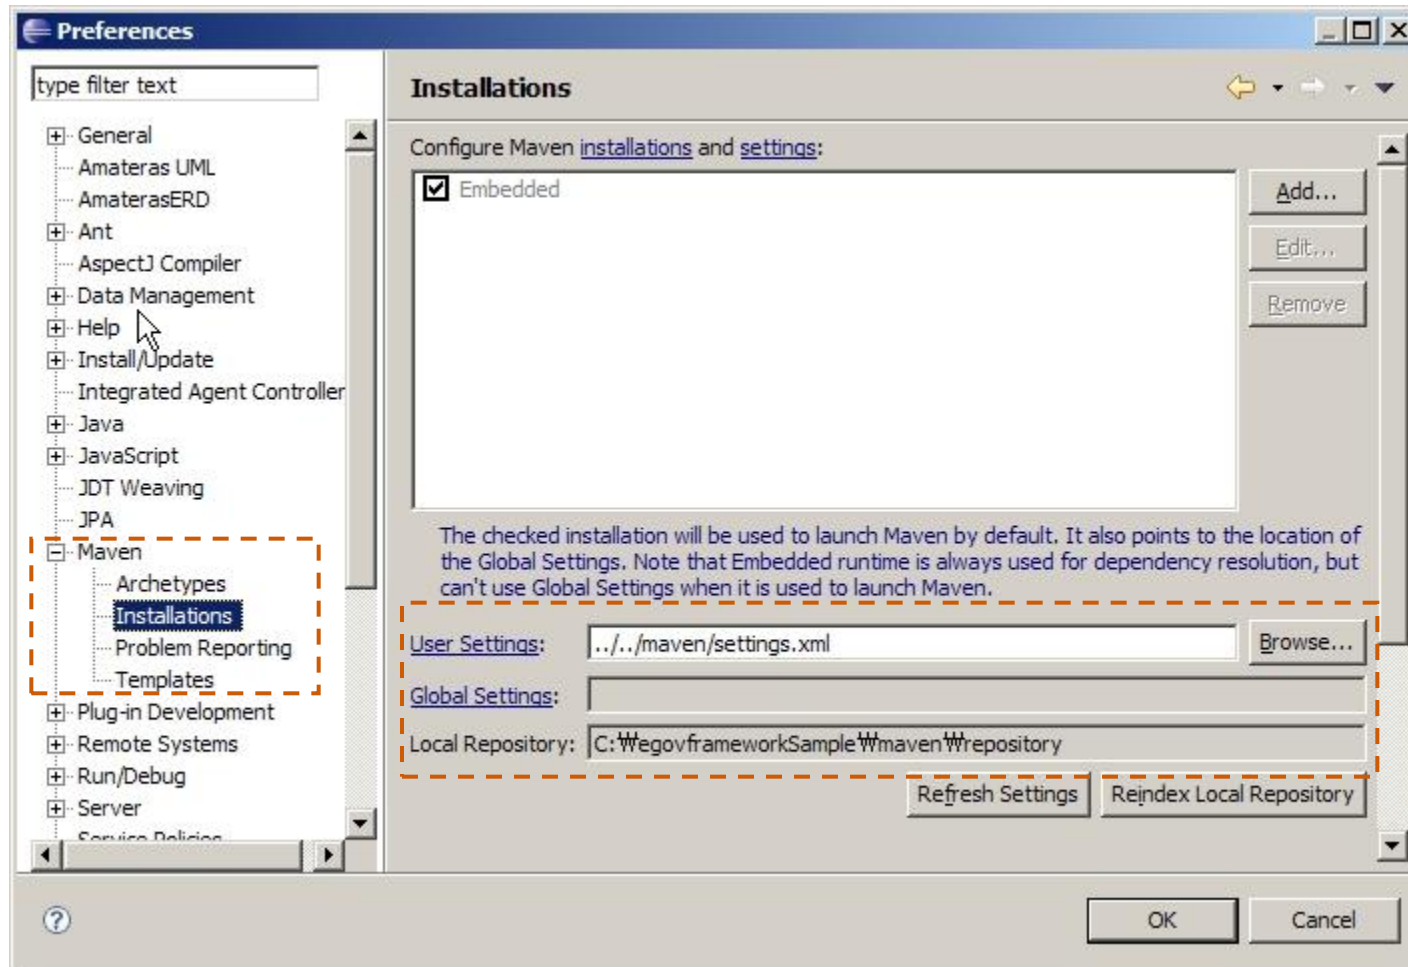 Preferences
type filter text
General
Amateras UML
AmaterasERD
Ant
AspectJ Compiler
Data Management
Help
Install/Update
Integrated Agent Controller
Java
JavaScript
JDT Weaving
JPA
Maven
Archetypes
Installations
Problem Reporting
Templates
Plug-in Development
Remote Systems
Run/Debug
Server
Service Policies
Installations
Configure Maven installations and settings:
Embedded
Add...
Edit...
Remove
The checked installation will be used to launch Maven by default. It also points to the location of
the Global Settings. Note that Embedded runtime is always used for dependency resolution, but
can't use Global Settings when it is used to launch Maven.
User Settings: ../../maven/settings.xml Browse...
Global Settings:
Local Repository: C:₩egovframeworkSample₩maven₩repository
Refresh Settings Reindex Local Repository
? OK Cancel